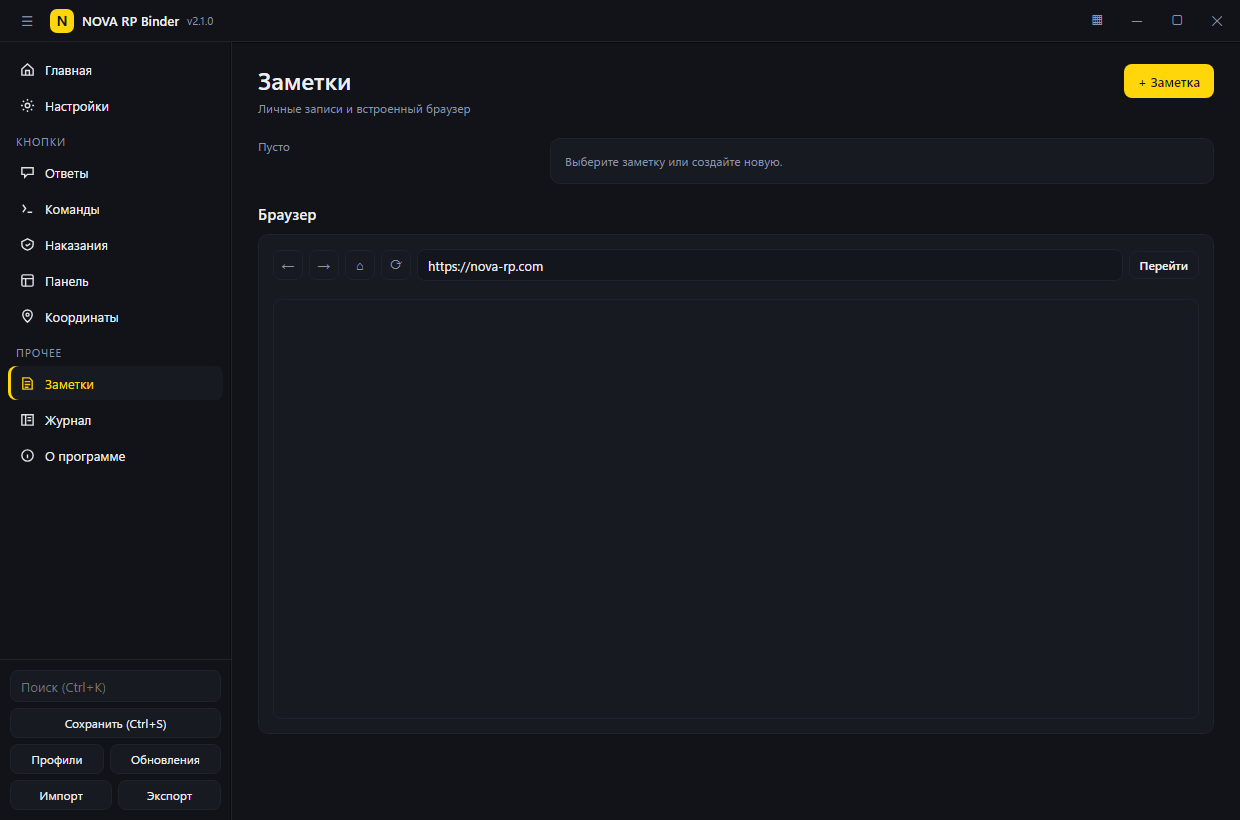 N NOVA RP Binder v2.1.0
Главная
Настройки
КНОПКИ
Ответы
Команды
Наказания
Панель
Координаты
ПРОЧЕЕ
Заметки
Журнал
О программе
Поиск (Ctrl+K)
Сохранить (Ctrl+S)
Профили Обновления
Импорт Экспорт
Заметки
+ Заметка
Личные записи и встроенный браузер
Пусто
Выберите заметку или создайте новую.
Браузер
https://nova-rp.com Перейти